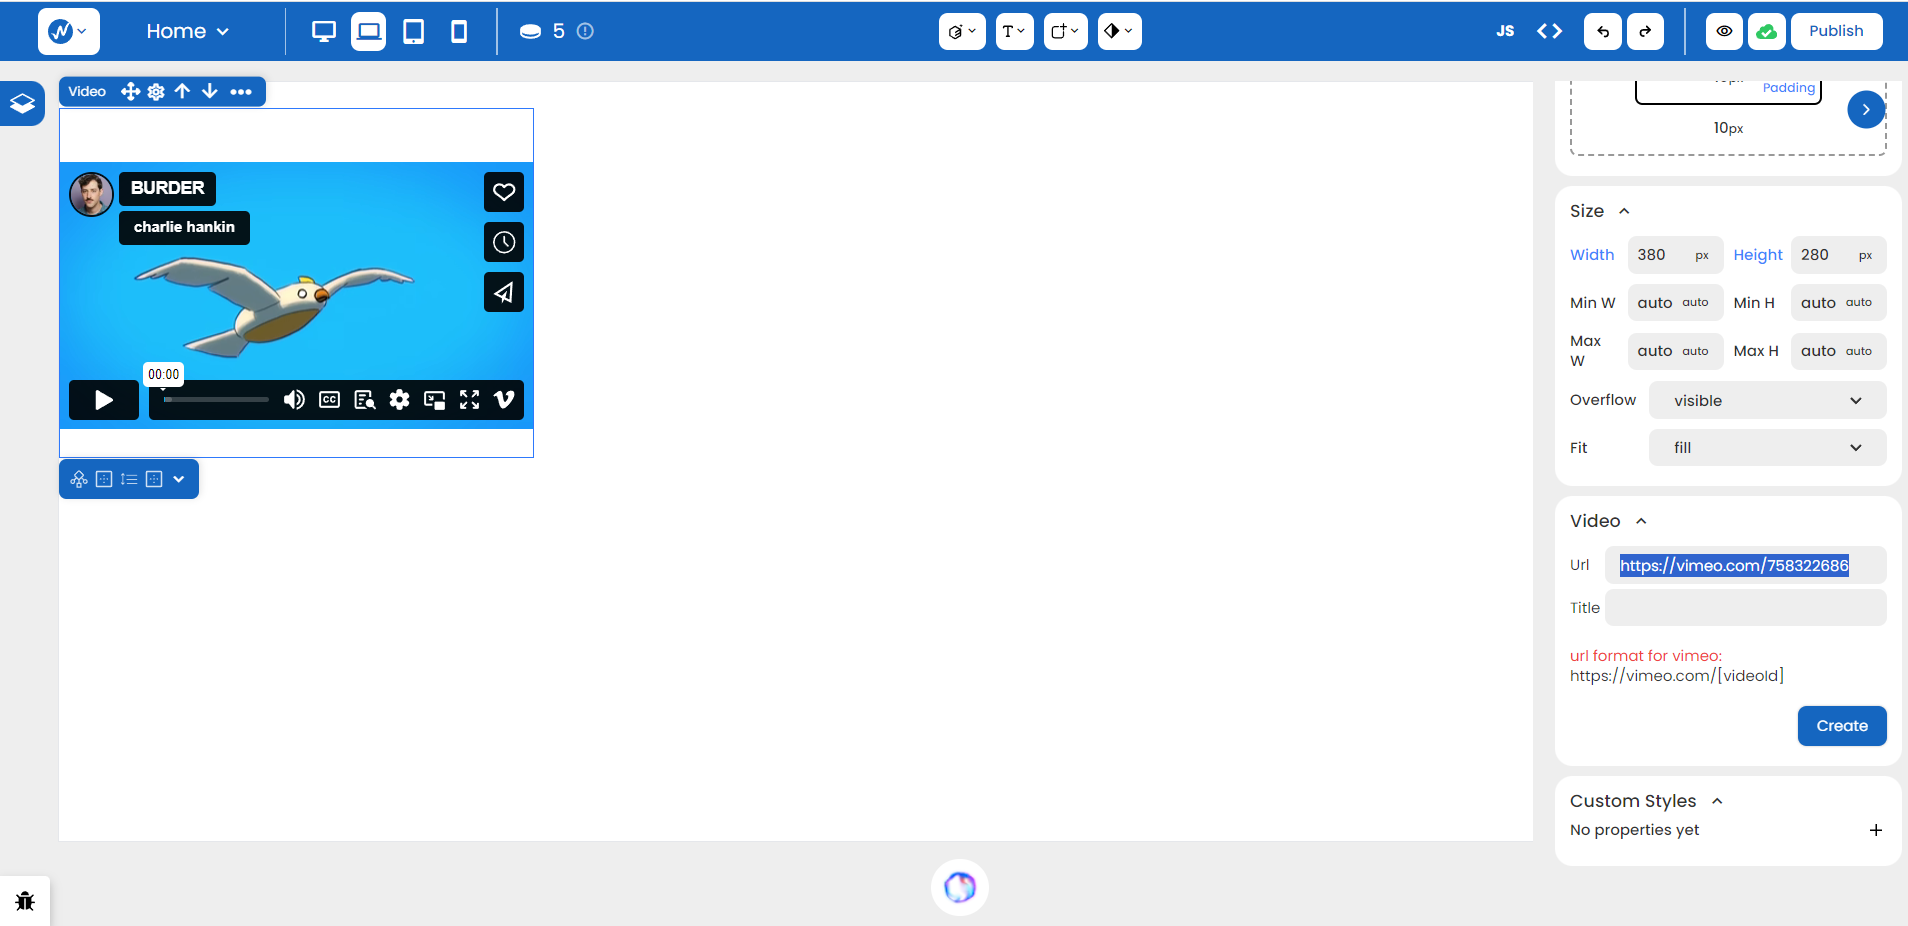 Home
5
JS
Publish
Video
Padding
10px
BURDER
charlie hankin
00:00
CC
Size
Width 380 px Height 280 px
Min W auto auto Min H auto auto
Max W auto auto Max H auto auto
Overflow visible
Fit fill
Video
Url https://vimeo.com/758322686
Title
url format for vimeo:
https://vimeo.com/[videoId]
Create
Custom Styles
No properties yet